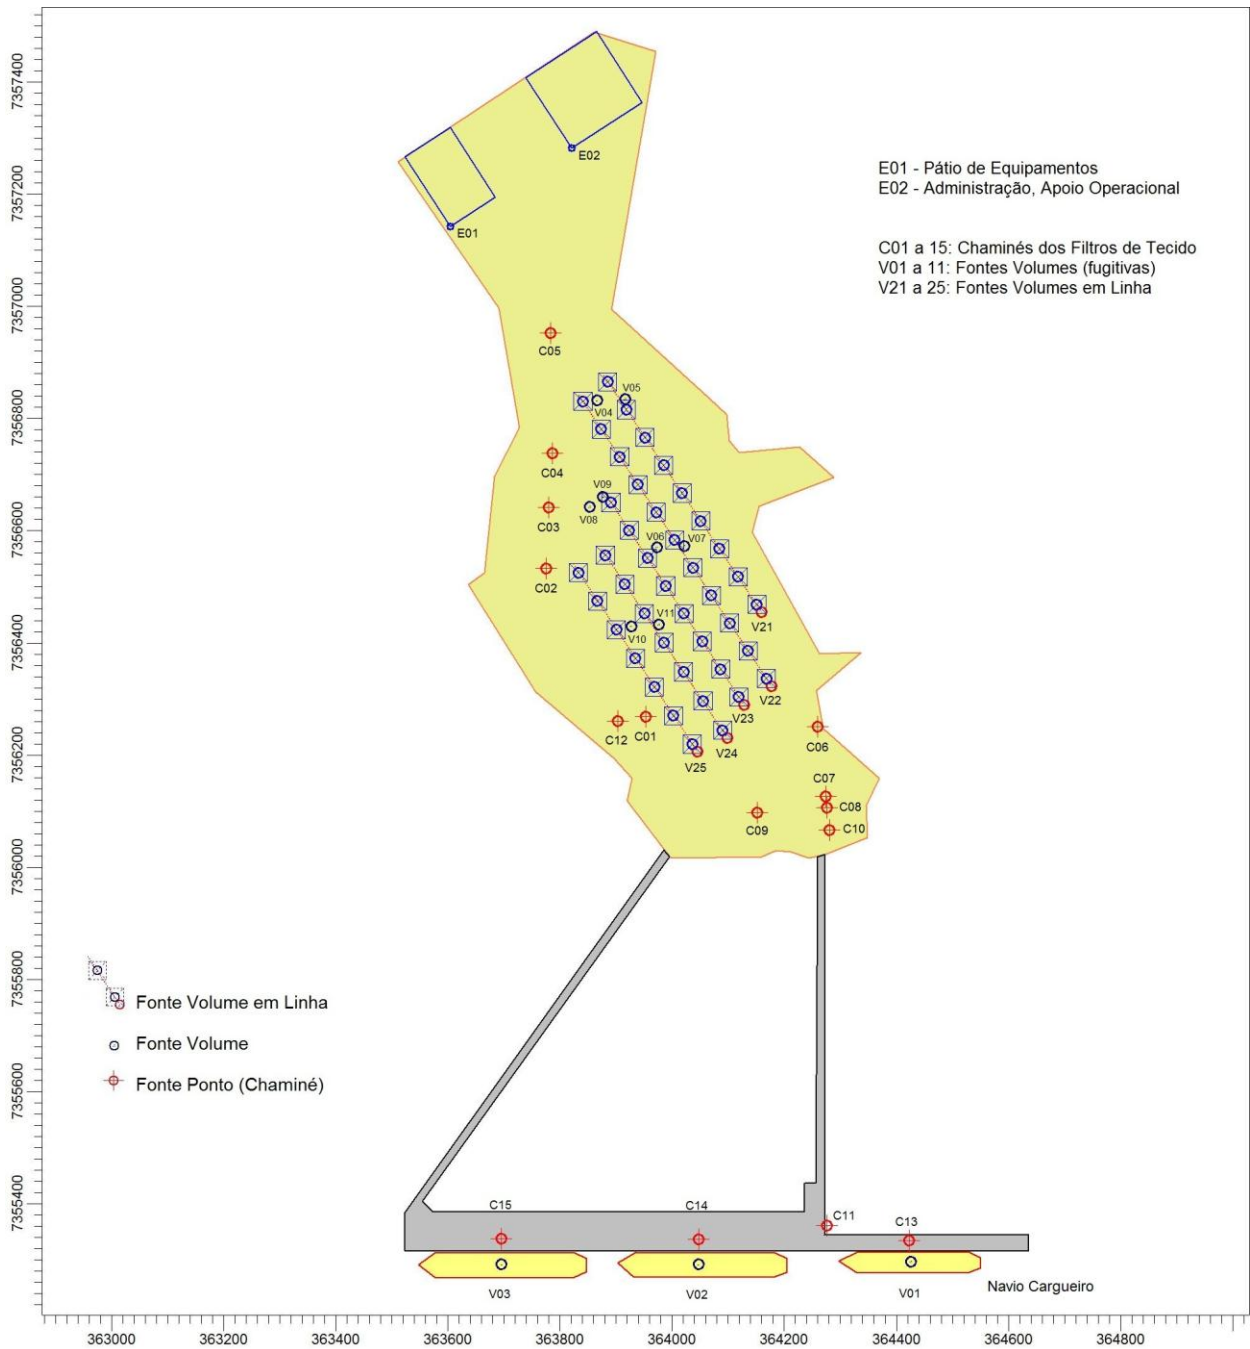 7357400
7357200
7357000
7356800
7356600
7356400
7356200
7356000
7355800
7355600
7355400
E02
E01
E01 - Pátio de Equipamentos
E02 - Administração, Apoio Operacional
C01 a 15: Chaminés dos Filtros de Tecido
V01 a 11: Fontes Volumes (fugitivas)
V21 a 25: Fontes Volumes em Linha
C05
V05
V04
C04
V09
V08
C03
V06
V07
C02
V11
V10
V21
V22
V23
C12
C01
V24
V25
C06
C07
C08
C09
C10
Fonte Volume em Linha
Fonte Volume
Fonte Ponto (Chaminé)
C15
C14
C11
C13
V03
V02
V01
Navio Cargueiro
363000 363200 363400 363600 363800 364000 364200 364400 364600 364800